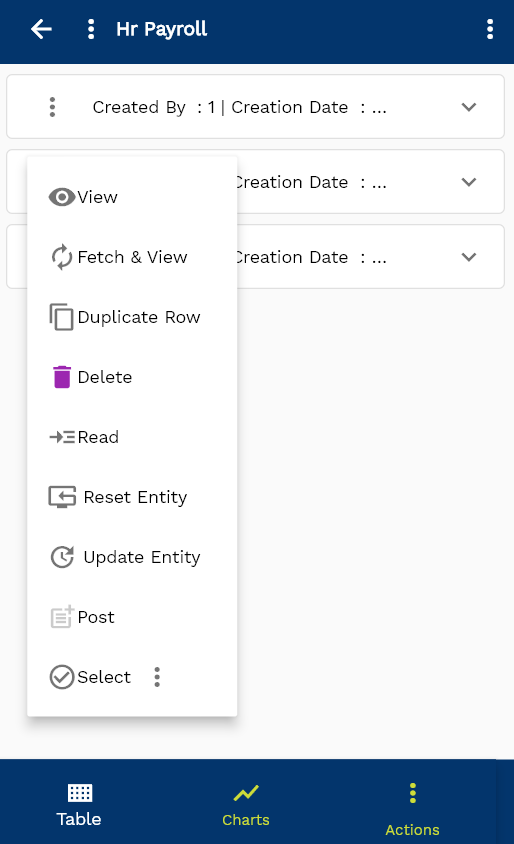 Hr Payroll
Created By : 1 | Creation Date : ...
Creation Date : ...
Creation Date : ...
View
Fetch & View
Duplicate Row
Delete
Read
Reset Entity
Update Entity
Post
Select
Table
Charts
Actions